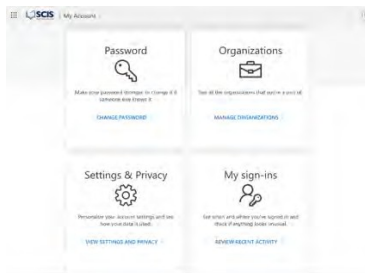 SCIS | My Account
Password
Make your password stronger, or change it if
someone else knows it.
CHANGE PASSWORD
Organizations
See all the organizations that you're a part of.
MANAGE ORGANIZATIONS
Settings & Privacy
Personalize your account settings and see
how your data is used.
VIEW SETTINGS AND PRIVACY
My sign-ins
See when and where you've signed in and
check if anything looks unusual.
REVIEW RECENT ACTIVITY